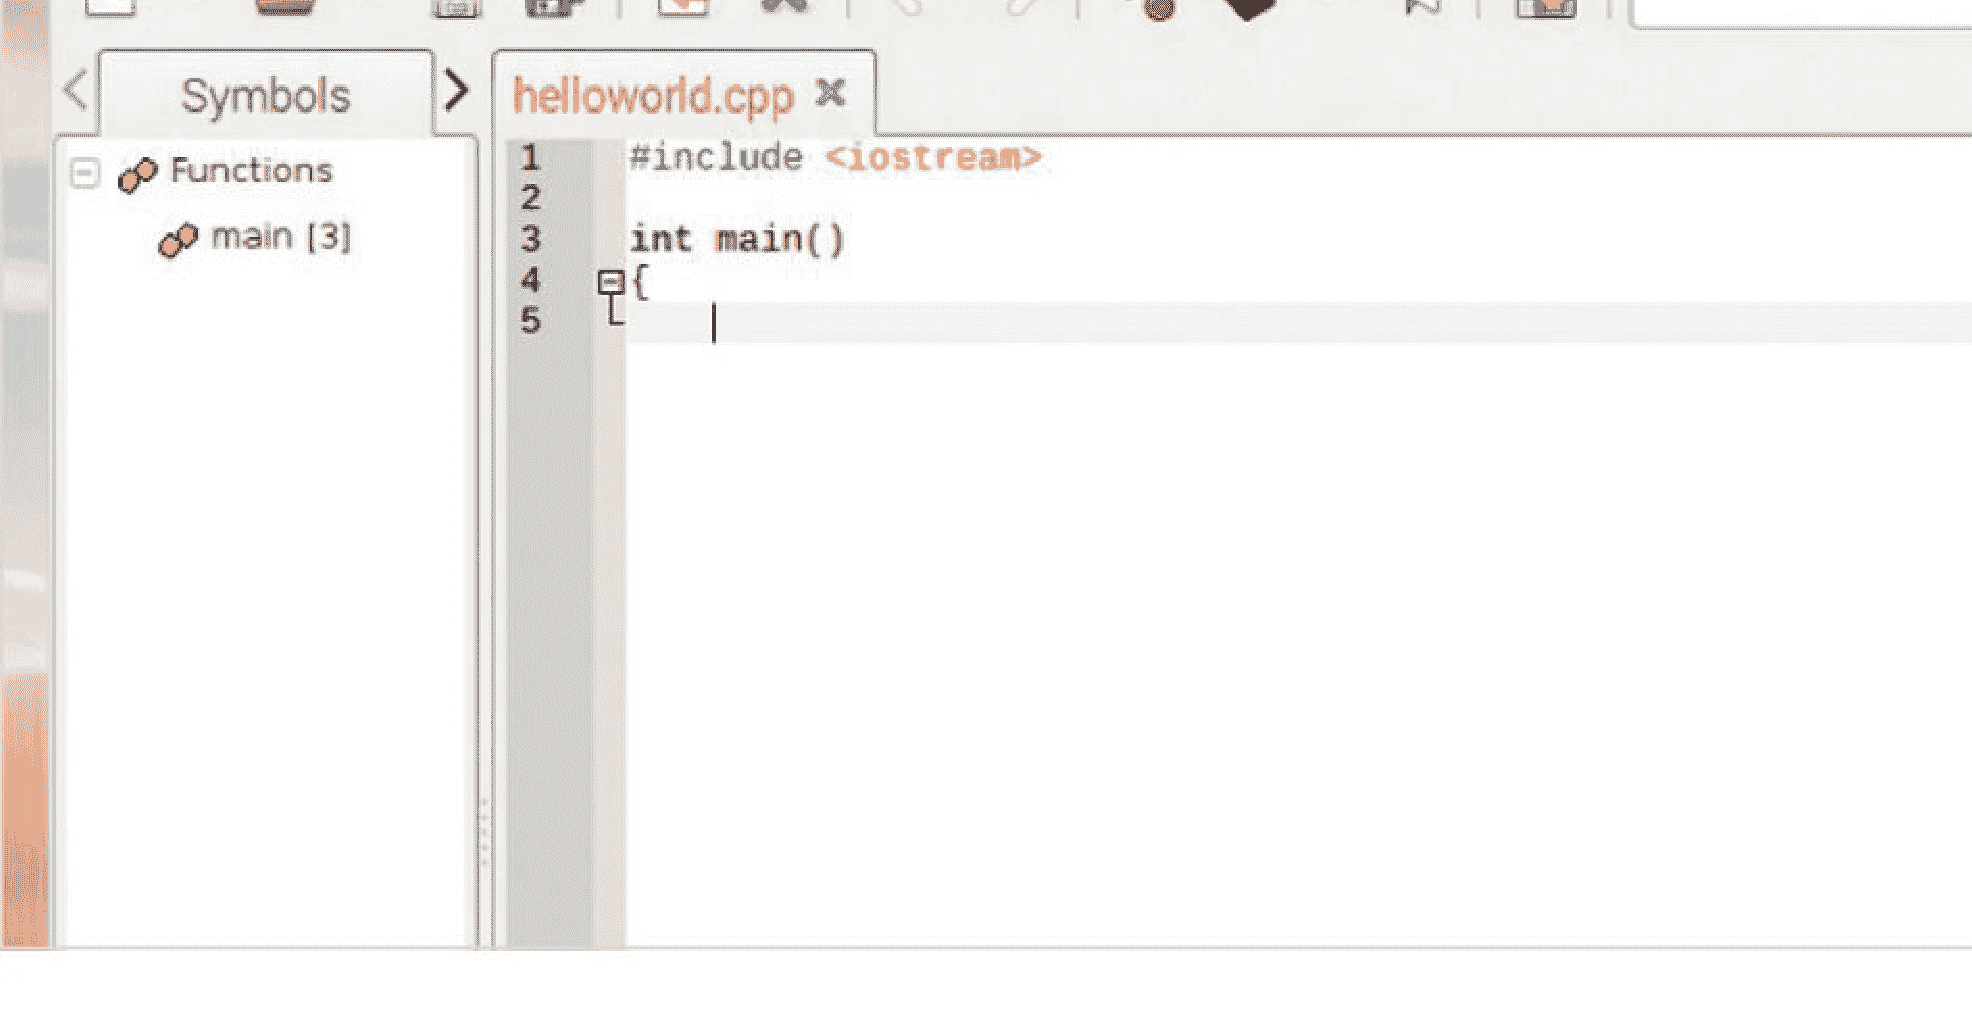 Symbols
helloworld.cpp
Functions
main [3]
1 #include <iostream>
2
3 int main()
4 {
5